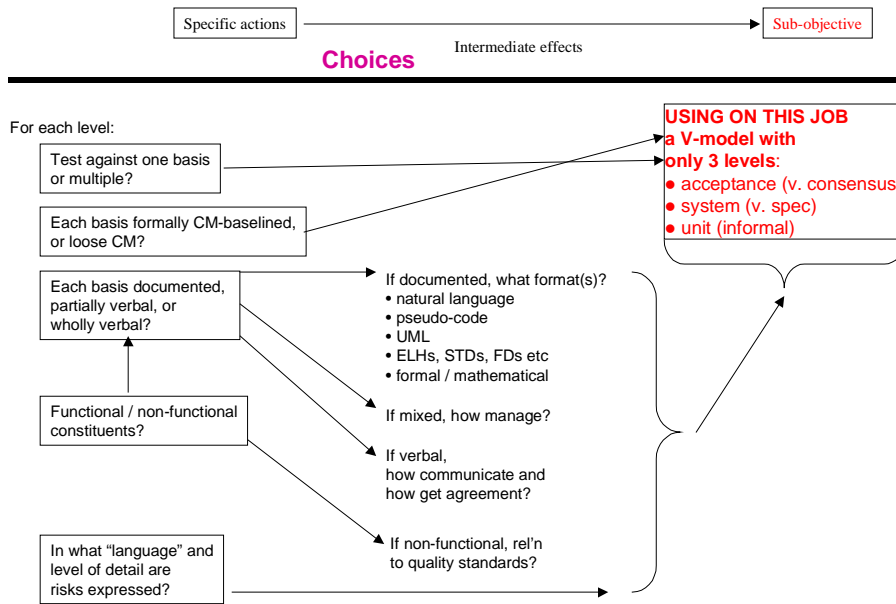 Specific actions
Sub-objective
Intermediate effects
Choices
For each level:
USING ON THIS JOB
a V-model with
only 3 levels:
● acceptance (v. consensus
● system (v. spec)
● unit (informal)
Test against one basis
or multiple?
Each basis formally CM-baselined,
or loose CM?
Each basis documented,
partially verbal, or
wholly verbal?
If documented, what format(s)?
• natural language
• pseudo-code
• UML
• ELHs, STDs, FDs etc
• formal / mathematical
Functional / non-functional
constituents?
If mixed, how manage?
If verbal,
how communicate and
how get agreement?
If non-functional, rel'n
to quality standards?
In what “language” and
level of detail are
risks expressed?